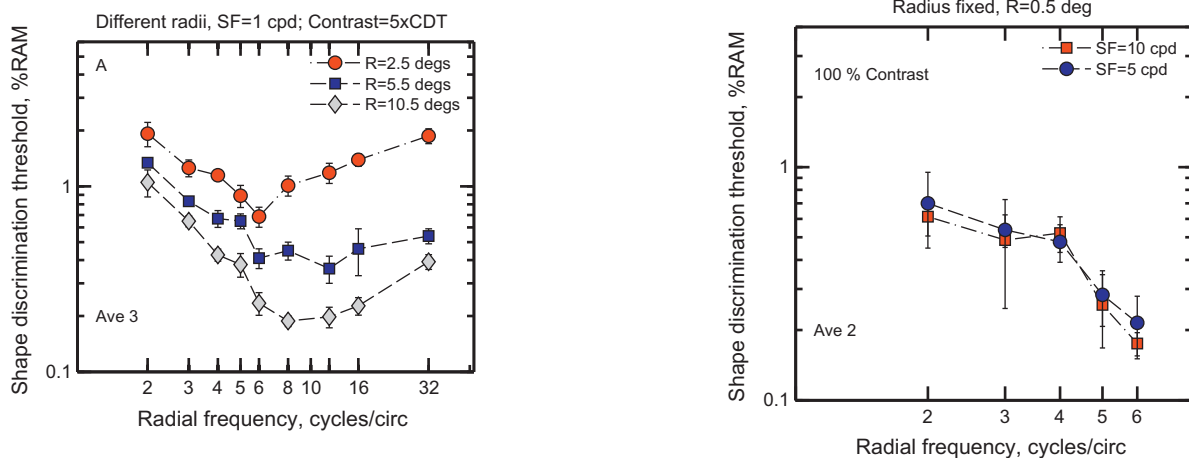 Different radii, SF=1 cpd; Contrast=5xCDT
A
R=2.5 degs
R=5.5 degs
R=10.5 degs
Shape discrimination threshold, %RAM
1
0.1
Ave 3
2 3 4 5 6 8 10 16 32
Radial frequency, cycles/circ
Radius fixed, R=0.5 deg
SF=10 cpd
SF=5 cpd
100 % Contrast
Shape discrimination threshold, %RAM
1
0.1
Ave 2
2 3 4 5 6
Radial frequency, cycles/circ